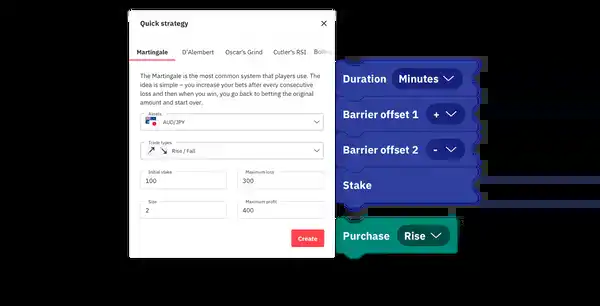 Quick strategy
Martingale
D'Alembert
Oscar's Grind
Cutler's RSI
The Martingale is the most common system that players use. The
idea is simple – you increase your bets after every consecutive
loss and then when you win, you go back to betting the original
amount and start over.
Assets
AUD/JPY
Trade types
Rise / Fall
Initial stake
100
Maximum loss
300
Size
2
Maximum profit
400
Create
Duration Minutes
Barrier offset 1 +
Barrier offset 2 -
Stake
Purchase Rise